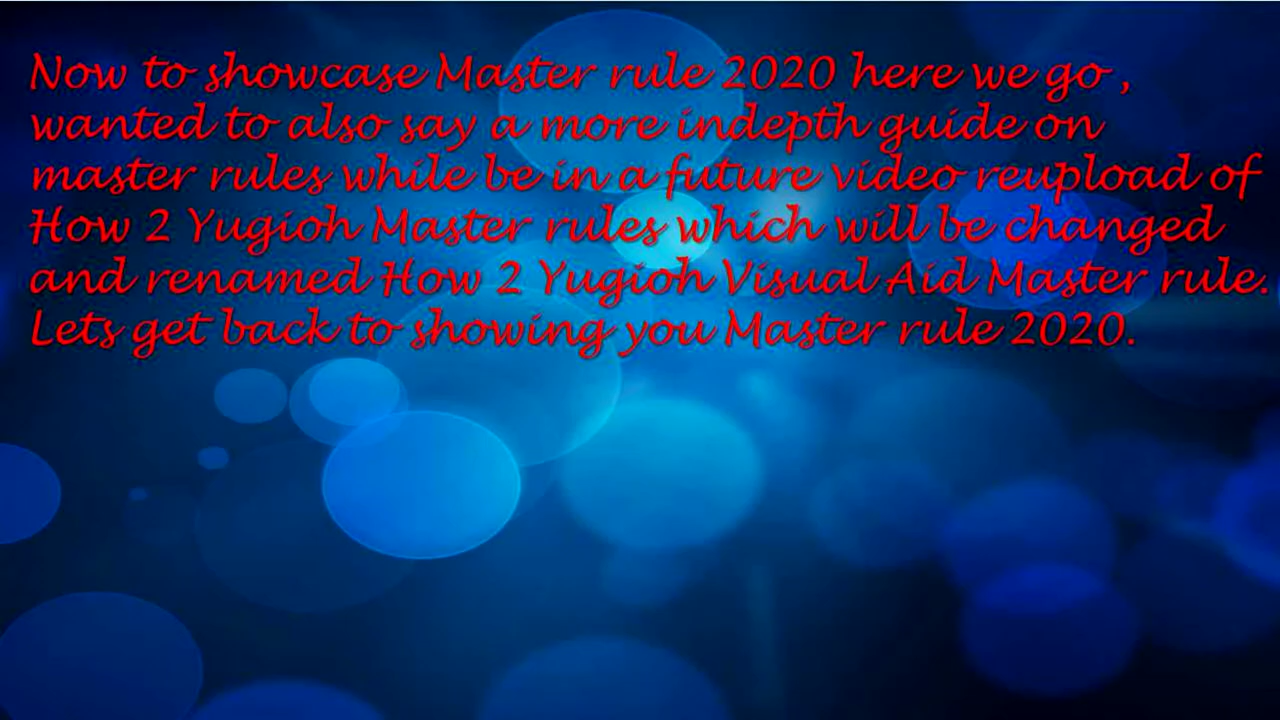 Now to showcase Master rule 2020 here we go ,
wanted to also say a more indepth guide on
master rules while be in a future video reupload of
How 2 Yugioh Master rules which will be changed
and renamed How 2 Yugioh Visual Aid Master rule.
Lets get back to showing you Master rule 2020.